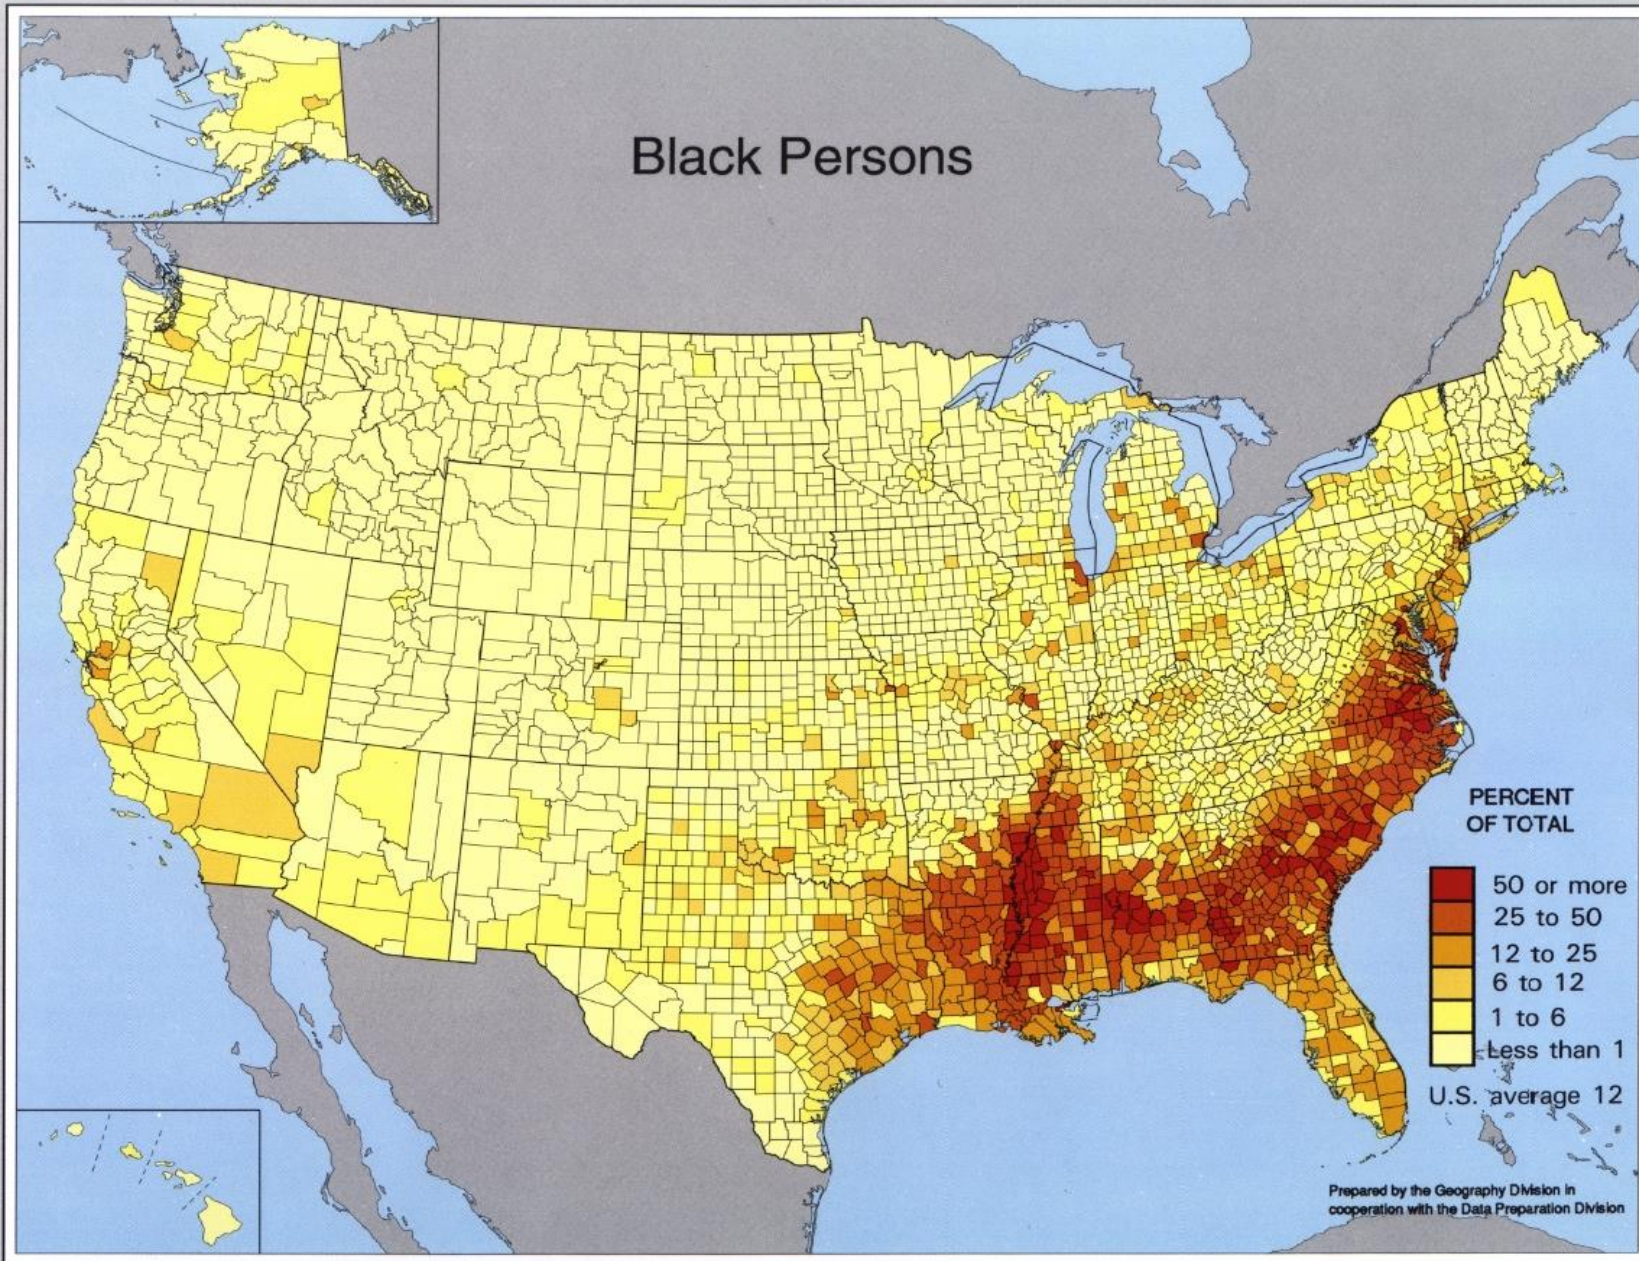 Black Persons
PERCENT
OF TOTAL
50 or more
25 to 50
12 to 25
6 to 12
1 to 6
Less than 1
U.S. average 12
Prepared by the Geography Division in
cooperation with the Data Preparation Division